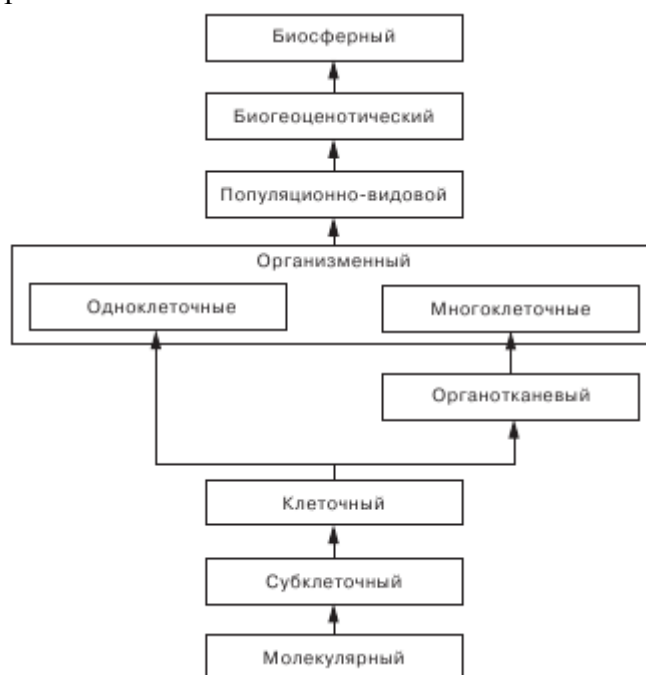 Биосферный
Биогеоценотический
Популяционно-видовой
Организменный
Одноклеточные
Многоклеточные
Органотканевый
Клеточный
Субклеточный
Молекулярный